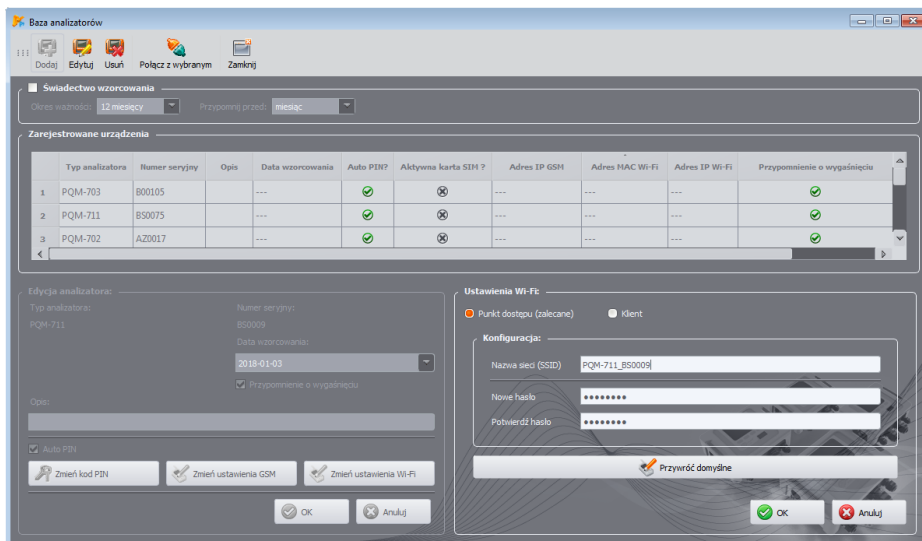 Baza analizatorów
Dodaj Edytuj Usuń Połącz z wybranym Zamknij
Świadectwo wzorcowania
Okres ważności: 12 miesięcy Przypomnij przed: miesiąc
Zarejestrowane urządzenia
Typ analizatora Numer seryjny Opis Data wzorcowania Auto PIN? Aktywna karta SIM ? Adres IP GSM Adres MAC Wi-Fi Adres IP Wi-Fi Przypomnienie o wygaśnięciu
1 PQM-703 B00105 --- --- --- ---
2 PQM-711 BS0075 --- --- --- ---
3 PQM-702 AZ0017 --- --- --- ---
Edycja analizatora:
Typ analizatora: Numer seryjny:
PQM-711 BS0009
Data wzorcowania:
2018-01-03
Przypomnienie o wygaśnięciu
Opis:
Auto PIN
Zmień kod PIN Zmień ustawienia GSM Zmień ustawienia Wi-Fi
OK Anuluj
Ustawienia Wi-Fi:
Punkt dostępu (zalecane) Klient
Konfiguracja:
Nazwa sieci (SSID) PQM-711_BS0009
Nowe hasło ●●●●●●●●
Potwierdź hasło ●●●●●●●●
Przywróć domyślne
OK Anuluj